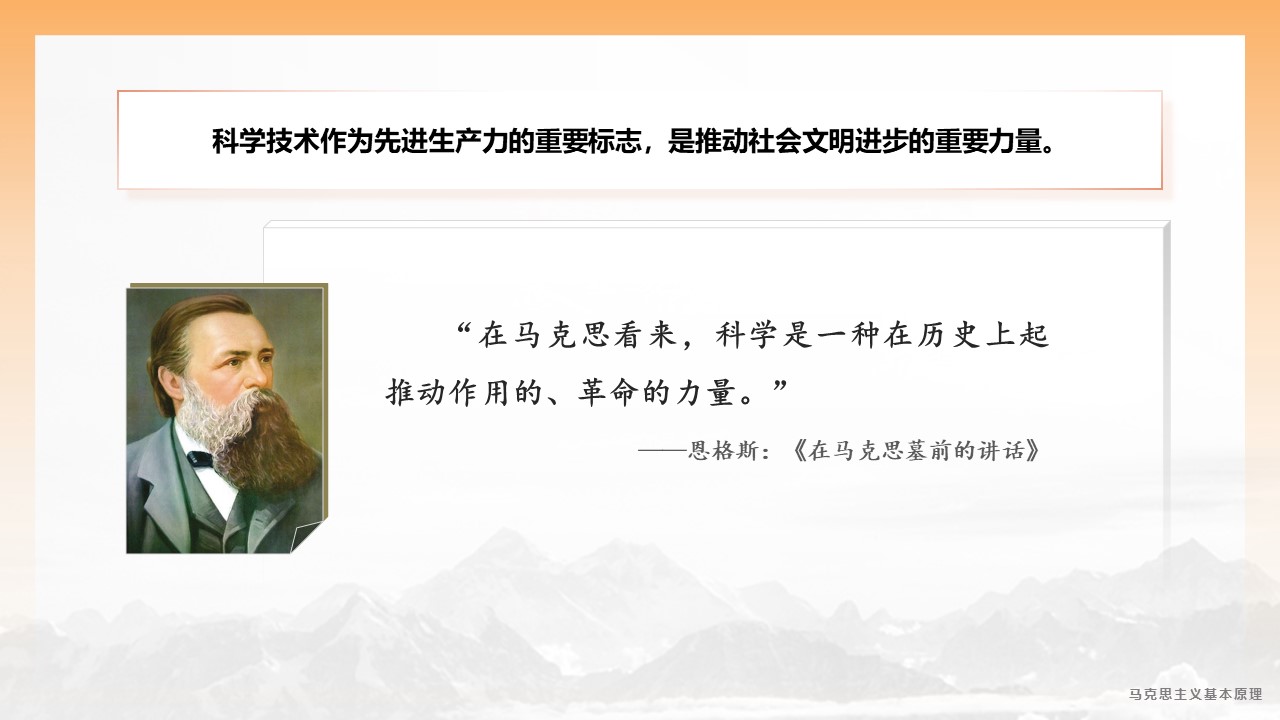 科学技术作为先进生产力的重要标志，是推动社会文明进步的重要力量。
“在马克思看来，科学是一种在历史上起
推动作用的、革命的力量。”
——恩格斯：《在马克思墓前的讲话》
马克思主义基本原理